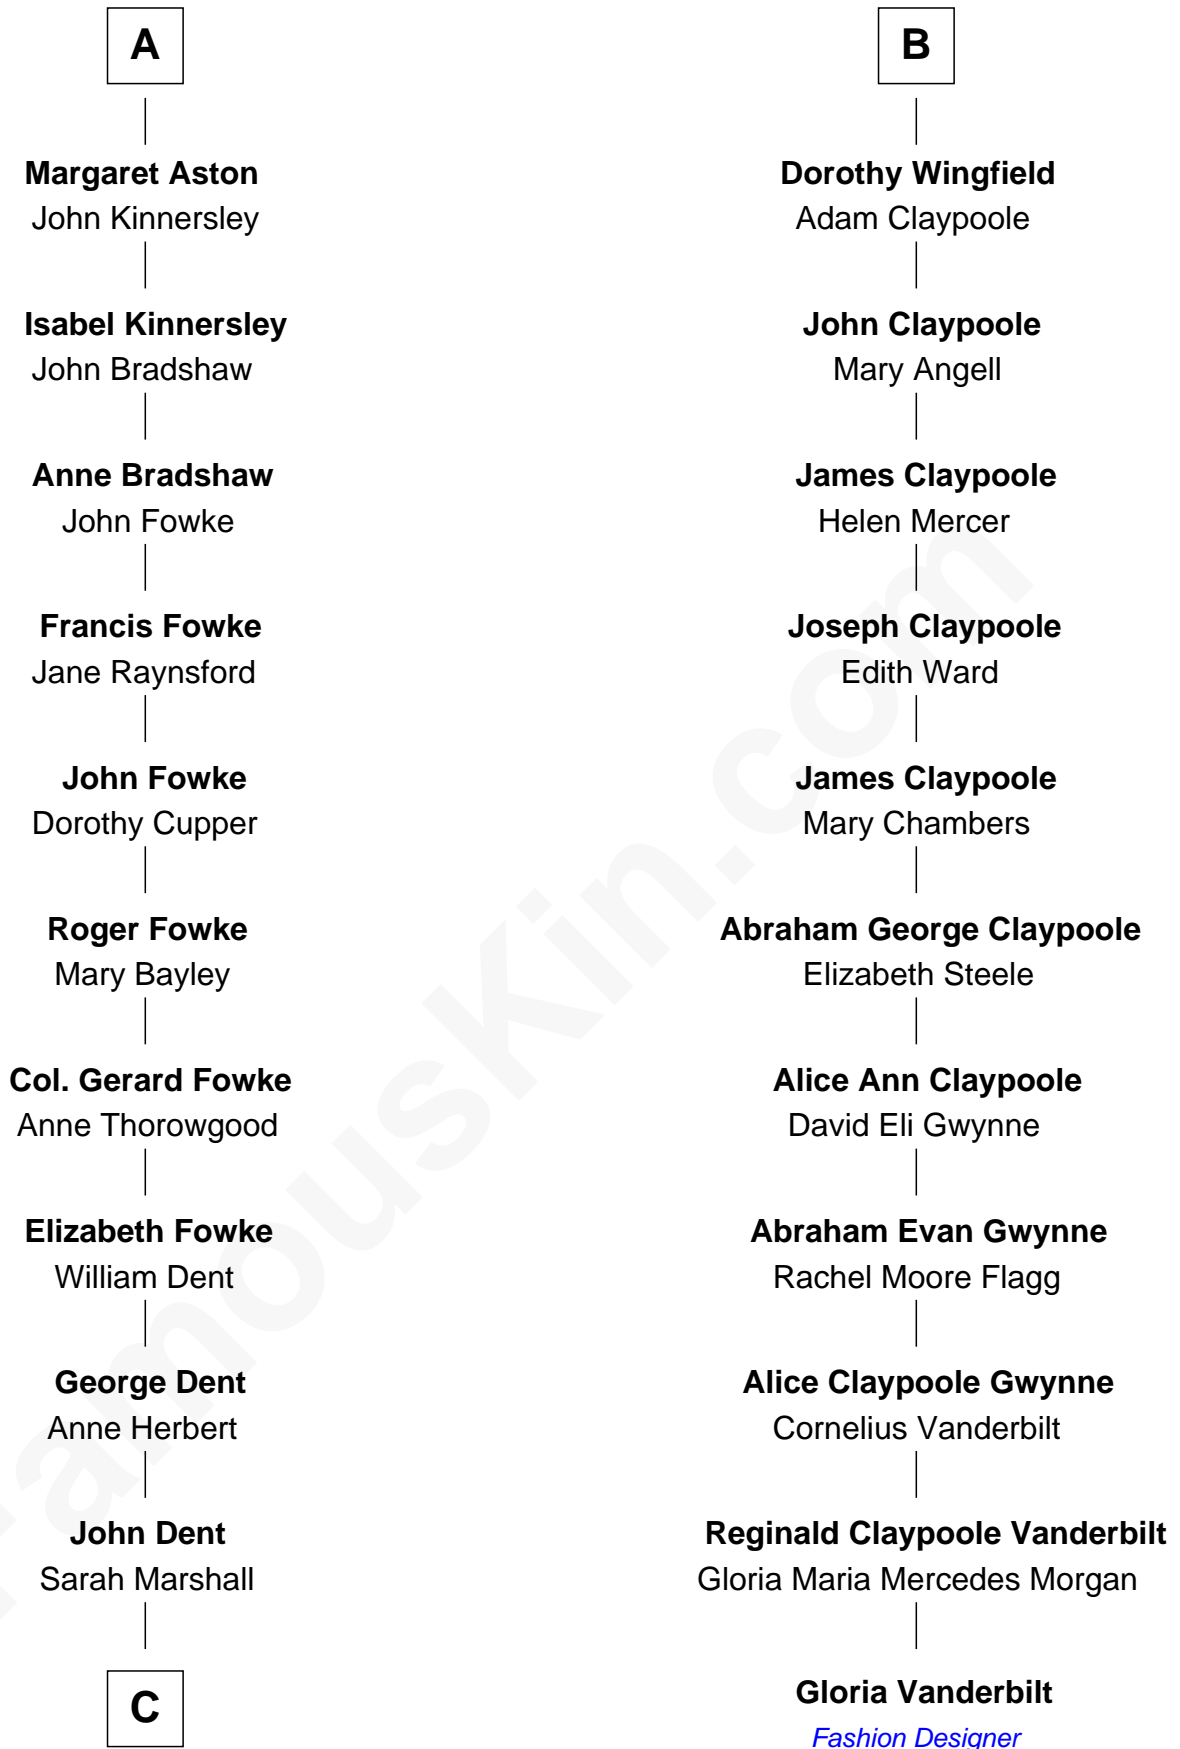 A
Margaret Aston
John Kinnersley
Isabel Kinnersley
John Bradshaw
Anne Bradshaw
John Fowke
Francis Fowke
Jane Raynsford
John Fowke
Dorothy Cupper
Roger Fowke
Mary Bayley
Col. Gerard Fowke
Anne Thorowgood
Elizabeth Fowke
William Dent
George Dent
Anne Herbert
John Dent
Sarah Marshall
C
B
Dorothy Wingfield
Adam Claypoole
John Claypoole
Mary Angell
James Claypoole
Helen Mercer
Joseph Claypoole
Edith Ward
James Claypoole
Mary Chambers
Abraham George Claypoole
Elizabeth Steele
Alice Ann Claypoole
David Eli Gwynne
Abraham Evan Gwynne
Rachel Moore Flagg
Alice Claypoole Gwynne
Cornelius Vanderbilt
Reginald Claypoole Vanderbilt
Gloria Maria Mercedes Morgan
Gloria Vanderbilt
Fashion Designer
FamousKin.com